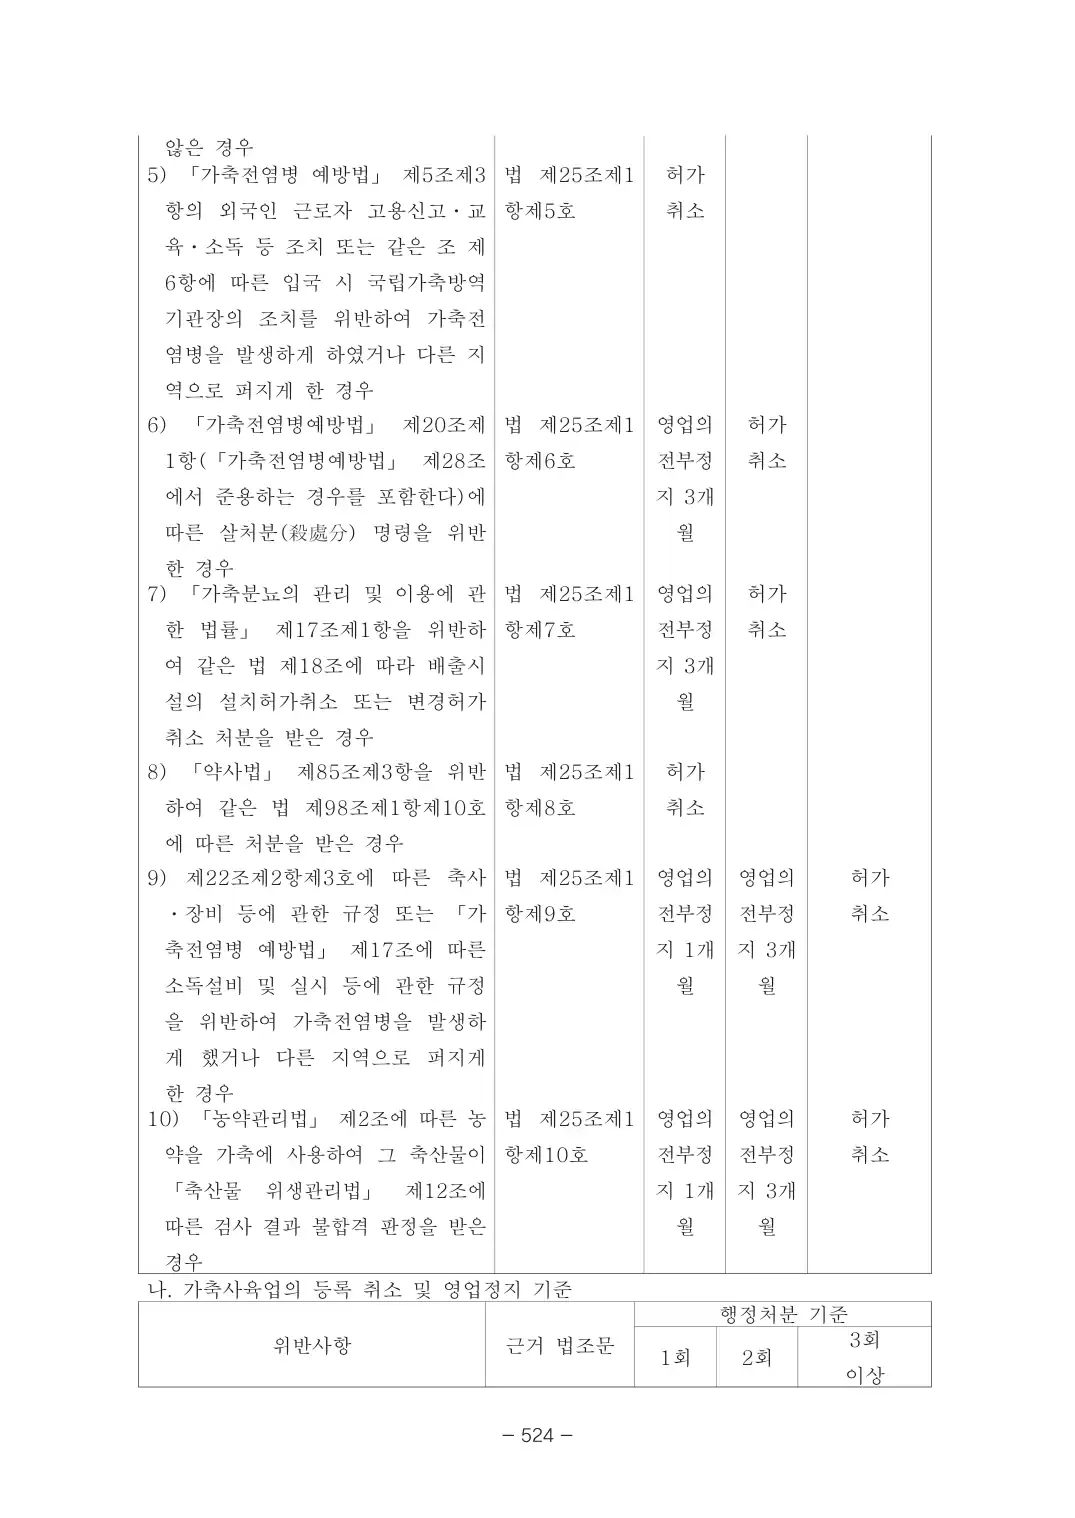 않은 경우
5) 「가축전염병 예방법」 제5조제3 법 제25조제1 허가
항의 외국인 근로자 고용신고·교 항제5호 취소
육·소독 등 조치 또는 같은 조 제
6항에 따른 입국 시 국립가축방역
기관장의 조치를 위반하여 가축전
염병을 발생하게 하였거나 다른 지
역으로 퍼지게 한 경우
6) 「가축전염병예방법」 제20조제 법 제25조제1 영업의 허가
1항(「가축전염병예방법」 제28조 항제6호 전부정 취소
에서 준용하는 경우를 포함한다)에 지 3개
따른 살처분(殺處分) 명령을 위반 월
한 경우
7) 「가축분뇨의 관리 및 이용에 관 법 제25조제1 영업의 허가
한 법률」 제17조제1항을 위반하 항제7호 전부정 취소
여 같은 법 제18조에 따라 배출시 지 3개
설의 설치허가취소 또는 변경허가 월
취소 처분을 받은 경우
8) 「약사법」 제85조제3항을 위반 법 제25조제1 허가
하여 같은 법 제98조제1항제10호 항제8호 취소
에 따른 처분을 받은 경우
9) 제22조제2항제3호에 따른 축사 법 제25조제1 영업의 영업의 허가
·장비 등에 관한 규정 또는 「가 항제9호 전부정 전부정 취소
축전염병 예방법」 제17조에 따른 지 1개 지 3개
소독설비 및 실시 등에 관한 규정 월 월
을 위반하여 가축전염병을 발생하
게 했거나 다른 지역으로 퍼지게
한 경우
10) 「농약관리법」 제2조에 따른 농 법 제25조제1 영업의 영업의 허가
약을 가축에 사용하여 그 축산물이 항제10호 전부정 전부정 취소
「축산물 위생관리법」 제12조에 지 1개 지 3개
따른 검사 결과 불합격 판정을 받은 월 월
경우
나. 가축사육업의 등록 취소 및 영업정지 기준
행정처분 기준
위반사항 근거 법조문 1회 2회 3회
이상
– 524 –